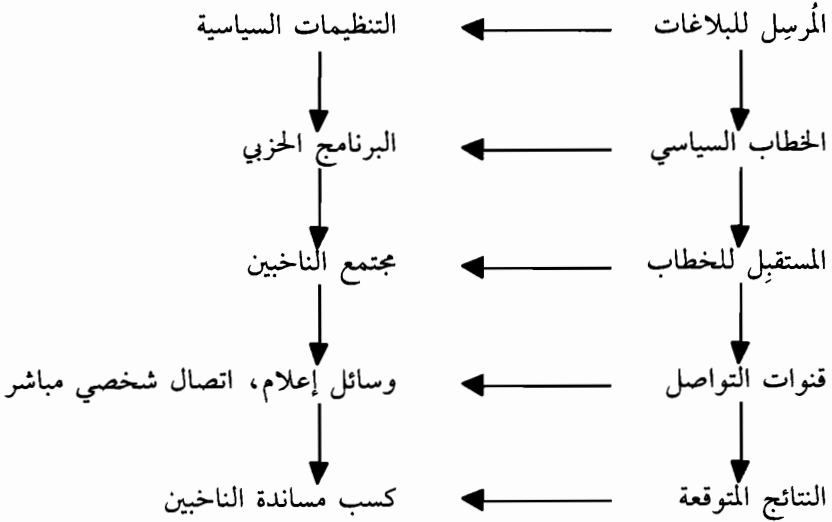 المُرسِل للبلاغات
التنظيمات السياسية
الخطاب السياسي
البرنامج الحزبي
المستقبِل للخطاب
مجتمع الناخبين
قنوات التواصل
وسائل إعلام، اتصال شخصي مباشر
النتائج المتوقعة
كسب مساندة الناخبين